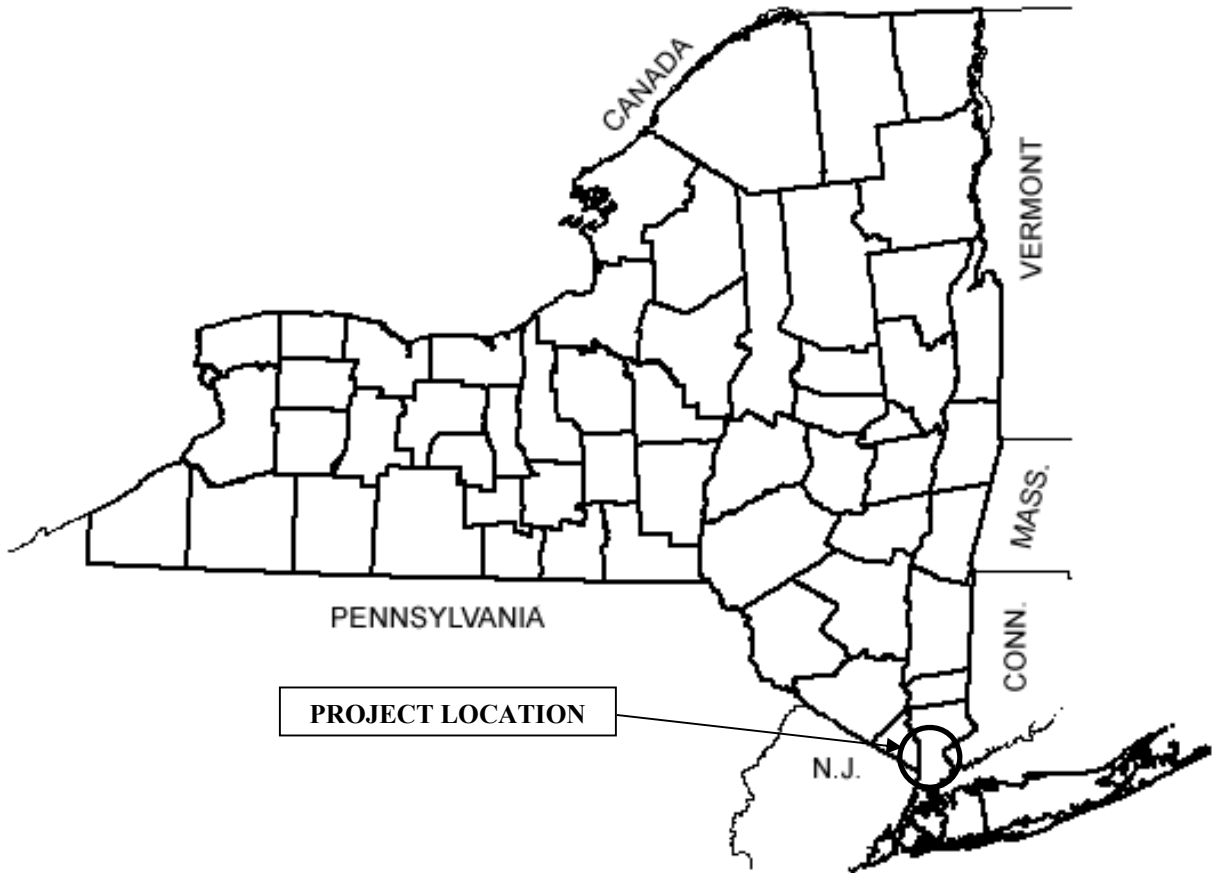 CANADA
VERMONT
MASS.
PENNSYLVANIA
CONN.
PROJECT LOCATION
N.J.